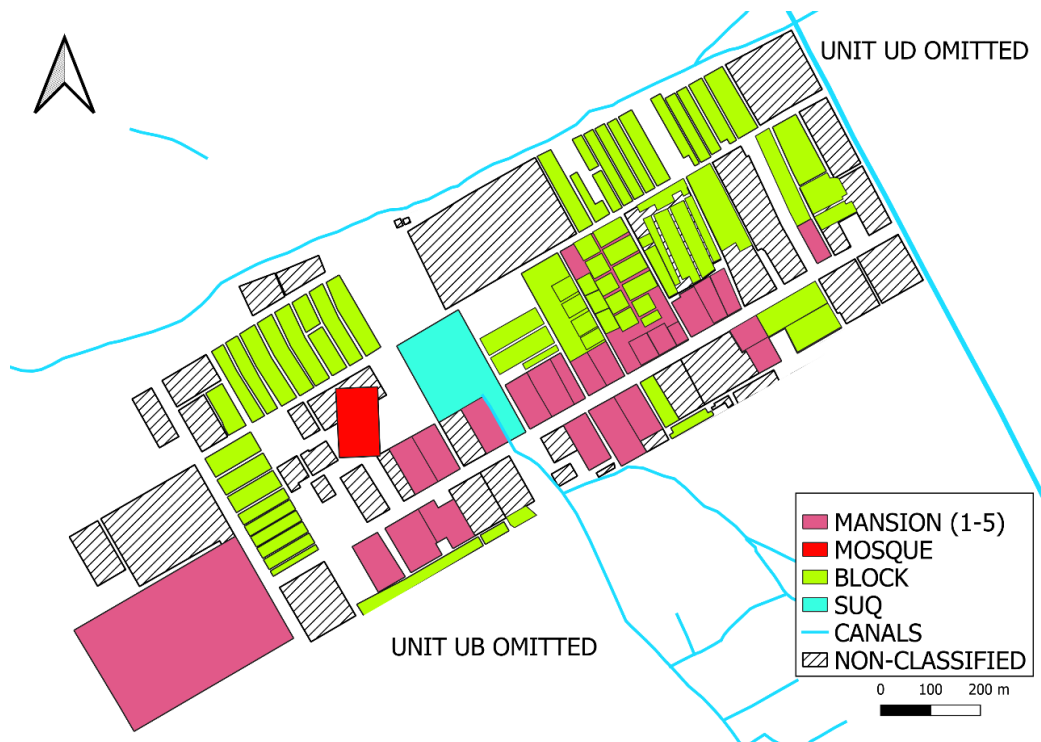 UNIT UD OMITTED
UNIT UB OMITTED
MANSION (1-5)
MOSQUE
BLOCK
SUQ
CANALS
NON-CLASSIFIED
0 100 200 m